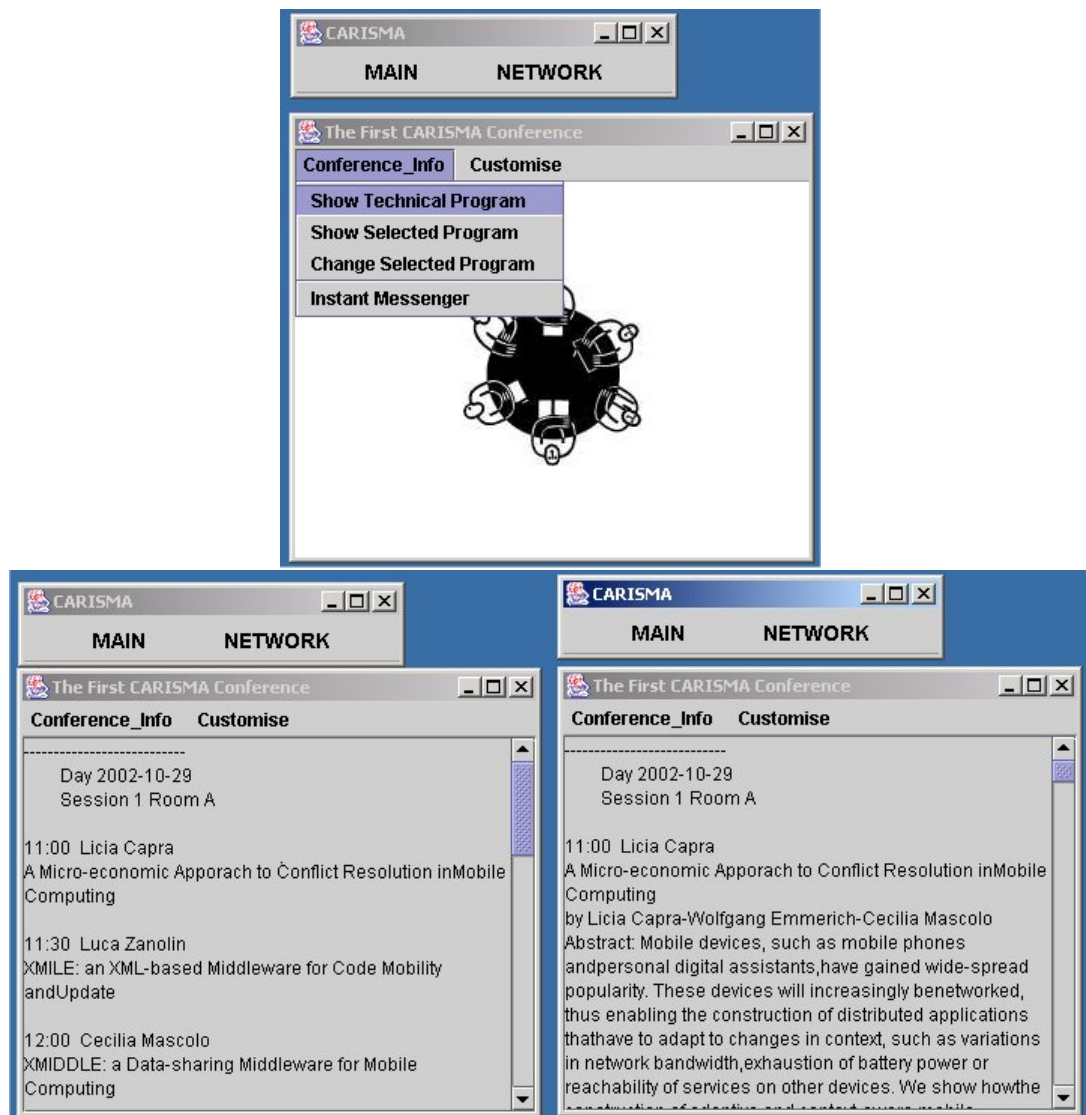 CARISMA
MAIN NETWORK
The First CARISMA Conference
Conference_Info Customise
Show Technical Program
Show Selected Program
Change Selected Program
Instant Messenger
CARISMA
MAIN NETWORK
The First CARISMA Conference
Conference_Info Customise
---------------------------
Day 2002-10-29
Session 1 Room A
11:00 Licia Capra
A Micro-economic Apporach to Conflict Resolution inMobile
Computing
11:30 Luca Zanolin
XMILE: an XML-based Middleware for Code Mobility
andUpdate
12:00 Cecilia Mascolo
XMIDDLE: a Data-sharing Middleware for Mobile
Computing
CARISMA
MAIN NETWORK
The First CARISMA Conference
Conference_Info Customise
---------------------------
Day 2002-10-29
Session 1 Room A
11:00 Licia Capra
A Micro-economic Apporach to Conflict Resolution inMobile
Computing
by Licia Capra-Wolfgang Emmerich-Cecilia Mascolo
Abstract: Mobile devices, such as mobile phones
andpersonal digital assistants,have gained wide-spread
popularity. These devices will increasingly benetworked,
thus enabling the construction of distributed applications
thathave to adapt to changes in context, such as variations
in network bandwidth,exhaustion of battery power or
reachability of services on other devices. We show howthe